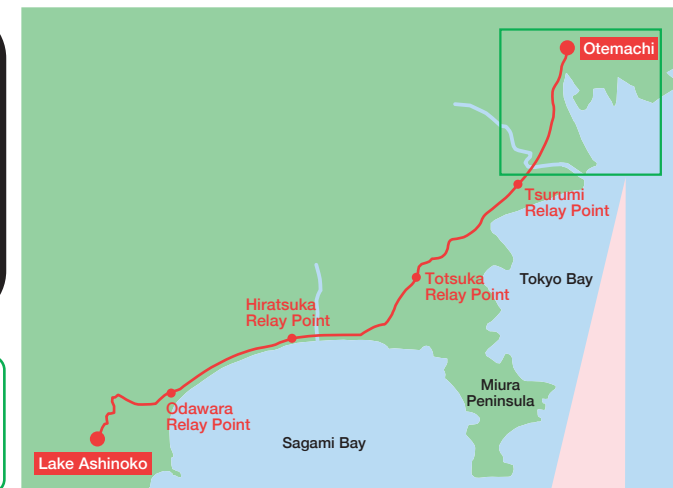 Otemachi
Tsurumi
Relay Point
Totsuka
Relay Point
Tokyo Bay
Hiratsuka
Relay Point
Miura
Peninsula
Odawara
Relay Point
Sagami Bay
Lake Ashinoko